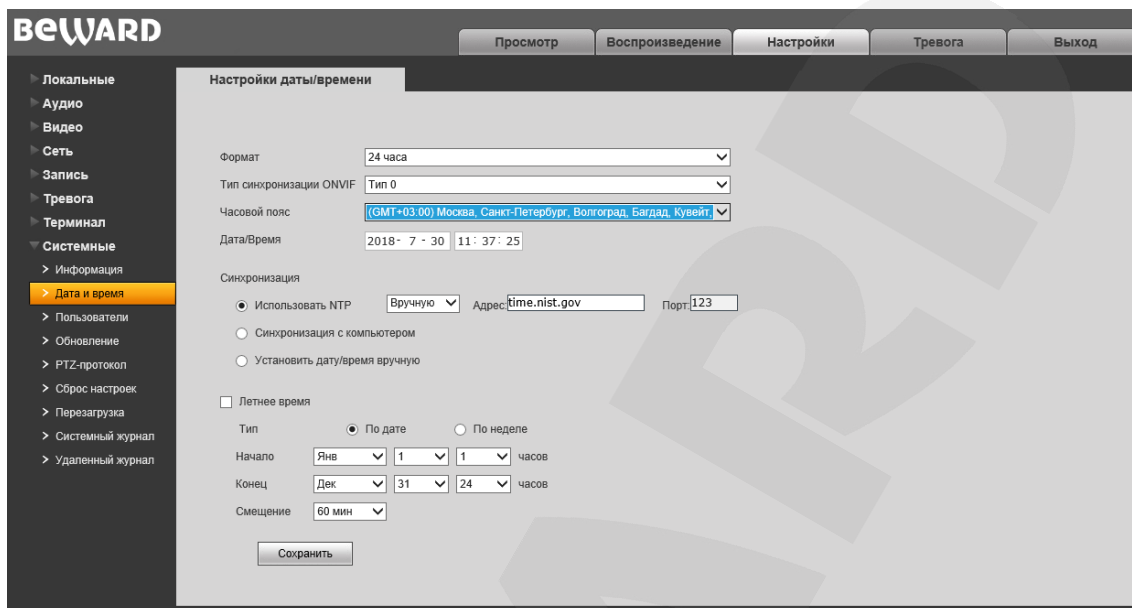 BEWARD
Просмотр Воспроизведение Настройки Тревога Выход
Локальные
Аудио
Видео
Сеть
Запись
Тревога
Терминал
Системные
Информация
Дата и время
Пользователи
Обновление
PTZ-протокол
Сброс настроек
Перезагрузка
Системный журнал
Удаленный журнал
Настройки даты/времени
Формат 24 часа
Тип синхронизации ONVIF Тип 0
Часовой пояс (GMT+03:00) Москва, Санкт-Петербург, Волгоград, Багдад, Кувейт,
Дата/Время 2018- 7 - 30 11: 37: 25
Синхронизация
Использовать NTP Вручную Адрес: time.nist.gov Порт: 123
Синхронизация с компьютером
Установить дату/время вручную
Летнее время
Тип По дате По неделе
Начало Янв 1 1 часов
Конец Дек 31 24 часов
Смещение 60 мин
Сохранить